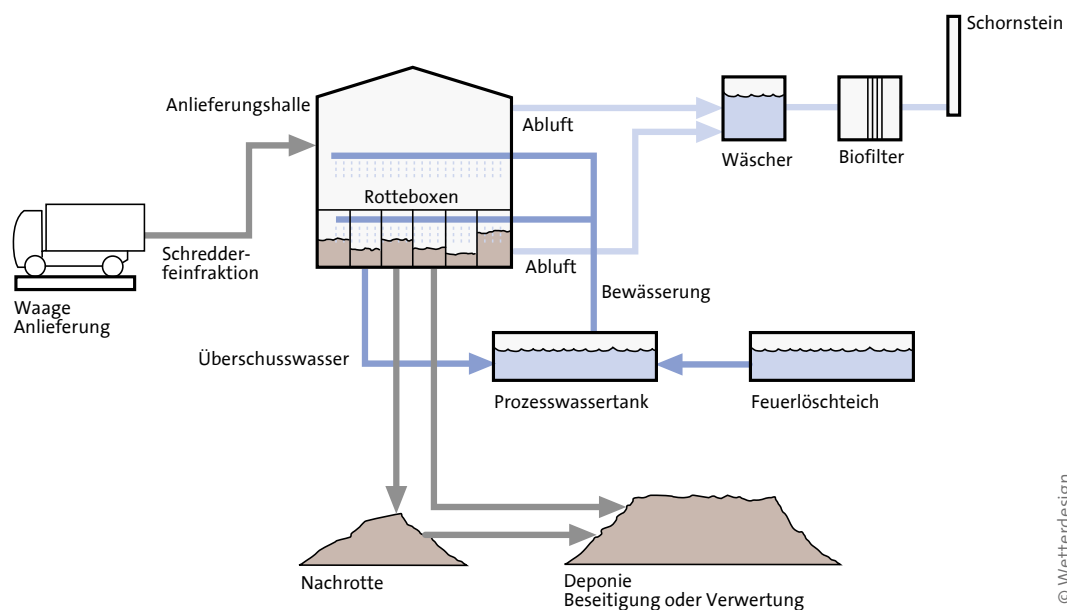 Schornstein
Anlieferungshalle
Abluft
Wäscher
Biofilter
Rotteboxen
Schredder-
feinfraktion
Abluft
Waage
Anlieferung
Bewässerung
Überschusswasser
Prozesswassertank
Feuerlöschteich
Nachrotte
Deponie
Beseitigung oder Verwertung
© Wetterdesign